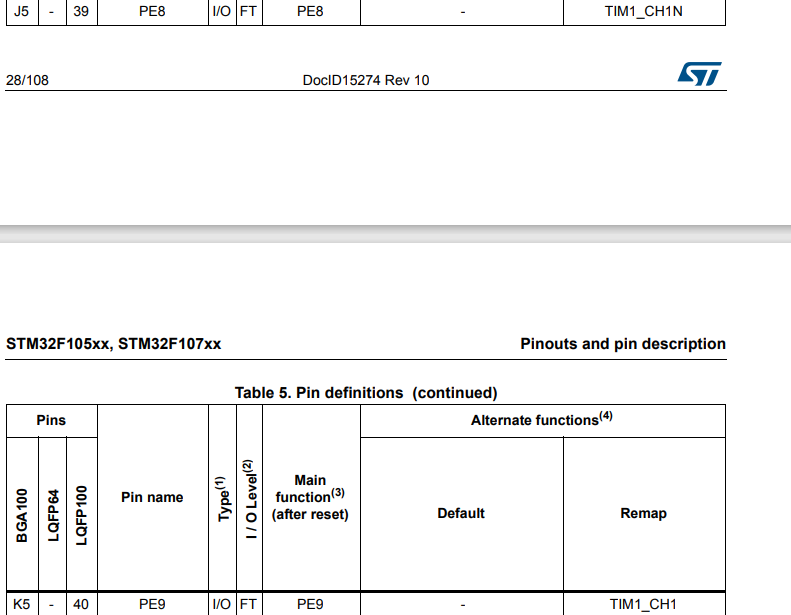 J5 - 39 PE8 I/O FT PE8 - TIM1_CH1N
28/108 DocID15274 Rev 10 ST
STM32F105xx, STM32F107xx Pinouts and pin description
Table 5. Pin definitions (continued)
Pins
Alternate functions(4)
BGA100
LQFP64
LQFP100
Pin name
Type(1)
I / O Level(2)
Main
function(3)
(after reset)
Default
Remap
K5 - 40 PE9 I/O FT PE9 - TIM1_CH1